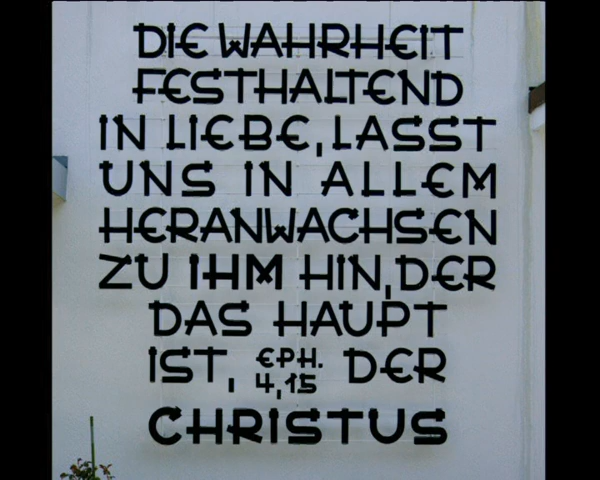 DIE WAHRHEIT
FESTHALTEND
IN LIEBE, LASST
UNS IN ALLEM
HERANWACHSEN
ZU IHM HIN, DER
DAS HAUPT
IST, EPH. 4,15 DER
CHRISTUS